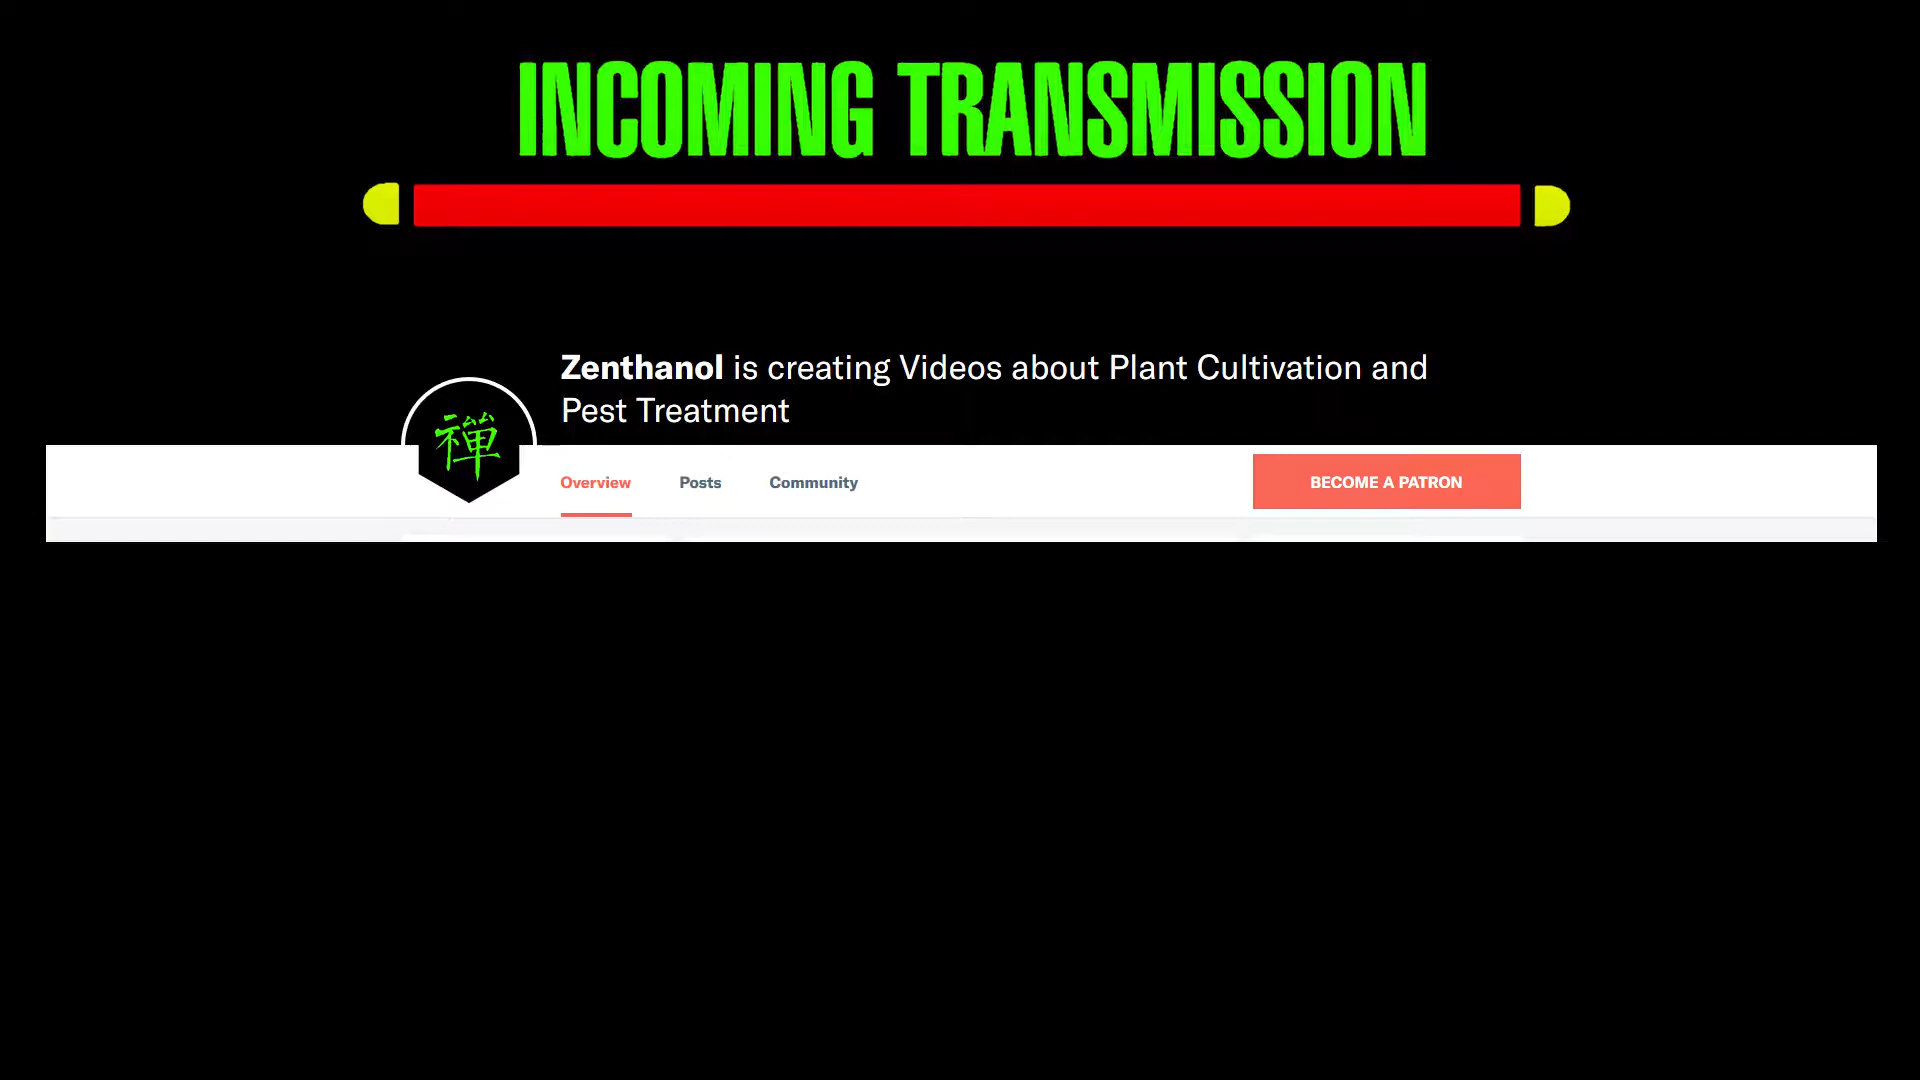 INCOMING TRANSMISSION
Zenthanol is creating Videos about Plant Cultivation and
Pest Treatment
禪
Overview Posts Community BECOME A PATRON